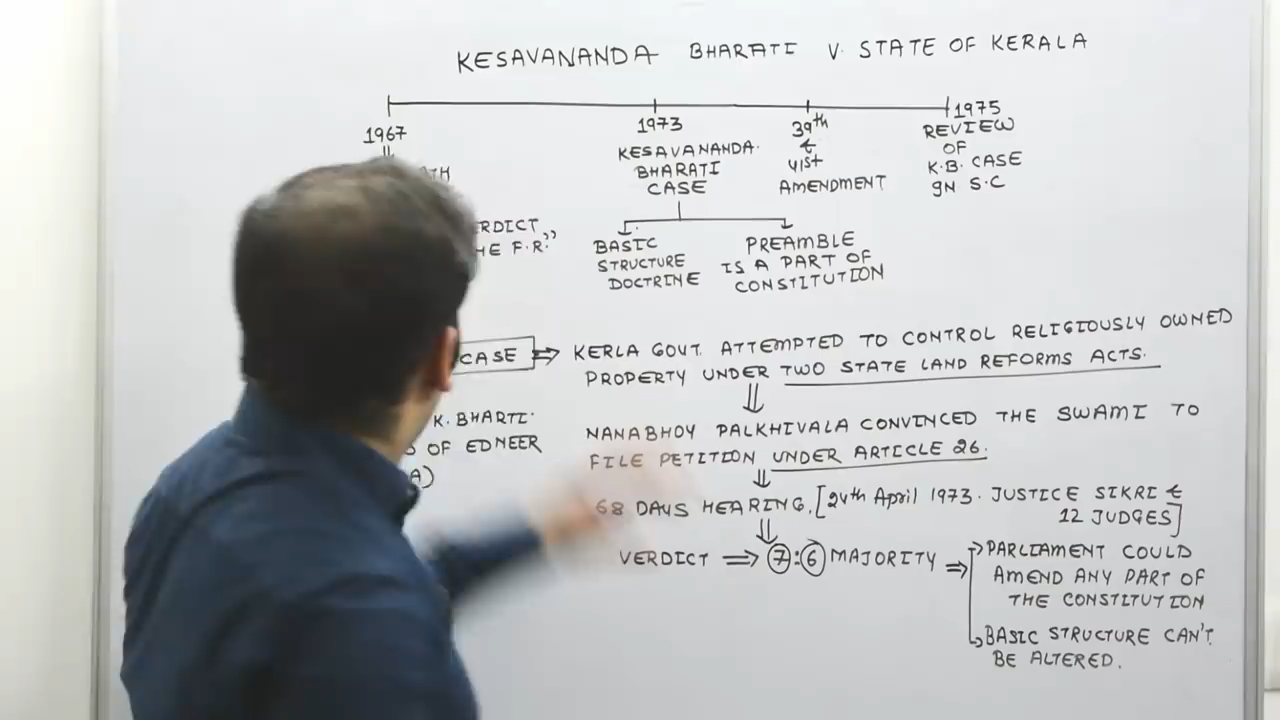 KESAVANANDA BHARATI V. STATE OF KERALA
1967
1973
KESAVANANDA
BHARATI
CASE
39th
&
41st
AMENDMENT
1975
REVIEW
OF
K.B. CASE
IN S.C
BASIC
STRUCTURE
DOCTRINE
PREAMBLE
IS A PART OF
CONSTITUTION
HE F.R."
CASE ⇒ KERLA GOVT. ATTEMPTED TO CONTROL RELIGIOUSLY OWNED
PROPERTY UNDER TWO STATE LAND REFORMS ACTS.
K. BHARTI
OF EDNEER
A)
NANABHOY PALKHIVALA CONVINCED THE SWAMI TO
FILE PETITION UNDER ARTICLE 26.
68 DAYS HEARING. [24th April 1973. JUSTICE SIKRI &
12 JUDGES]
VERDICT ⇒ 7:6 MAJORITY ⇒
PARLIAMENT COULD
AMEND ANY PART OF
THE CONSTITUTION
BASIC STRUCTURE CAN'T
BE ALTERED.